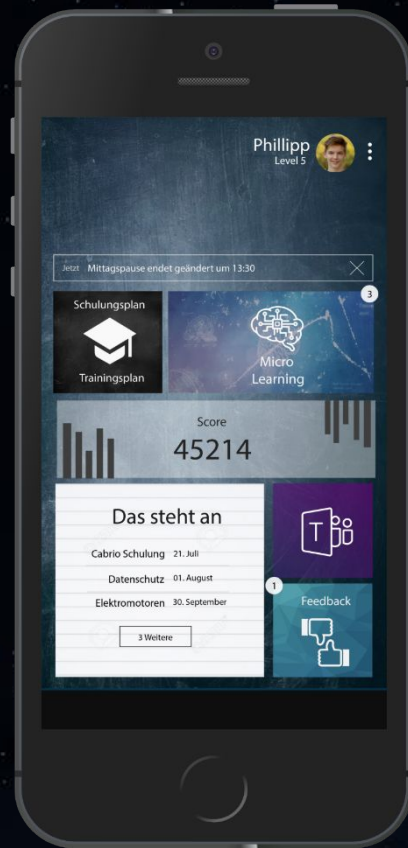 Phillipp
Level 5
Jetzt Mittagspause endet geändert um 13:30
3
Schulungsplan
Trainingsplan
Micro
Learning
Score
45214
Das steht an
Cabrio Schulung 21. Juli
Datenschutz 01. August
Elektromotoren 30. September
3 Weitere
T
1
Feedback